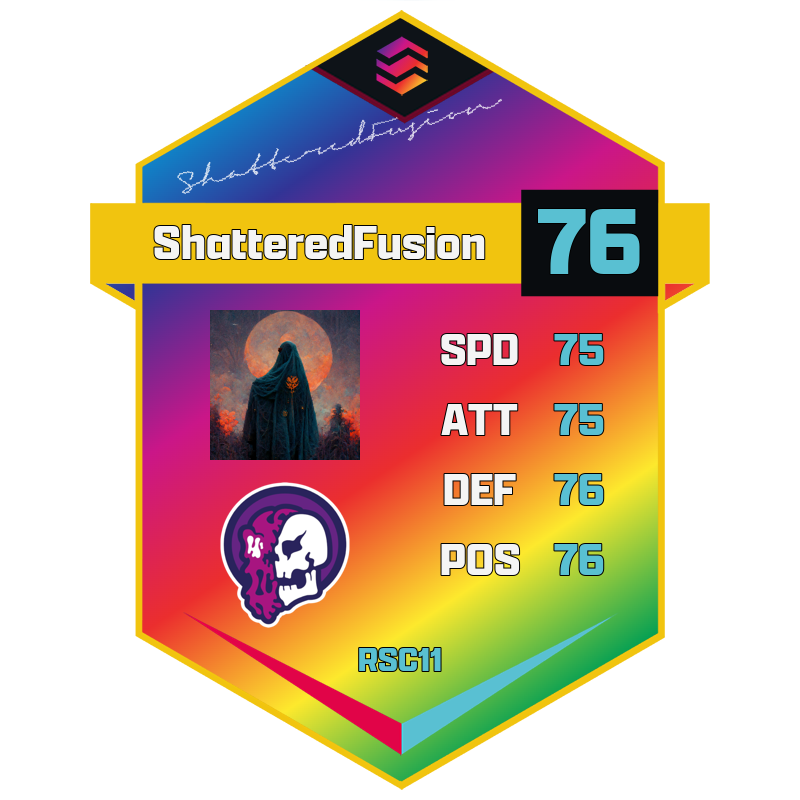 ShatteredFusion
ShatteredFusion 76
SPD 75
ATT 75
DEF 76
POS 76
RSC11